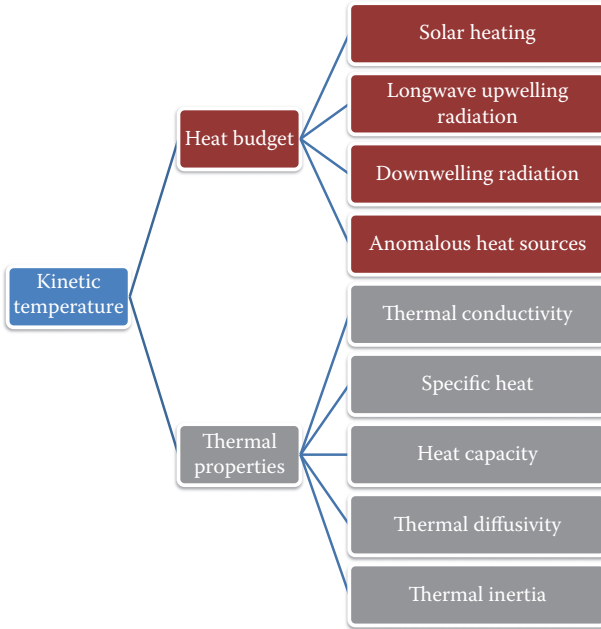 Kinetic
temperature
Heat budget
Solar heating
Longwave upwelling
radiation
Downwelling radiation
Anomalous heat sources
Thermal
properties
Thermal conductivity
Specific heat
Heat capacity
Thermal diffusivity
Thermal inertia